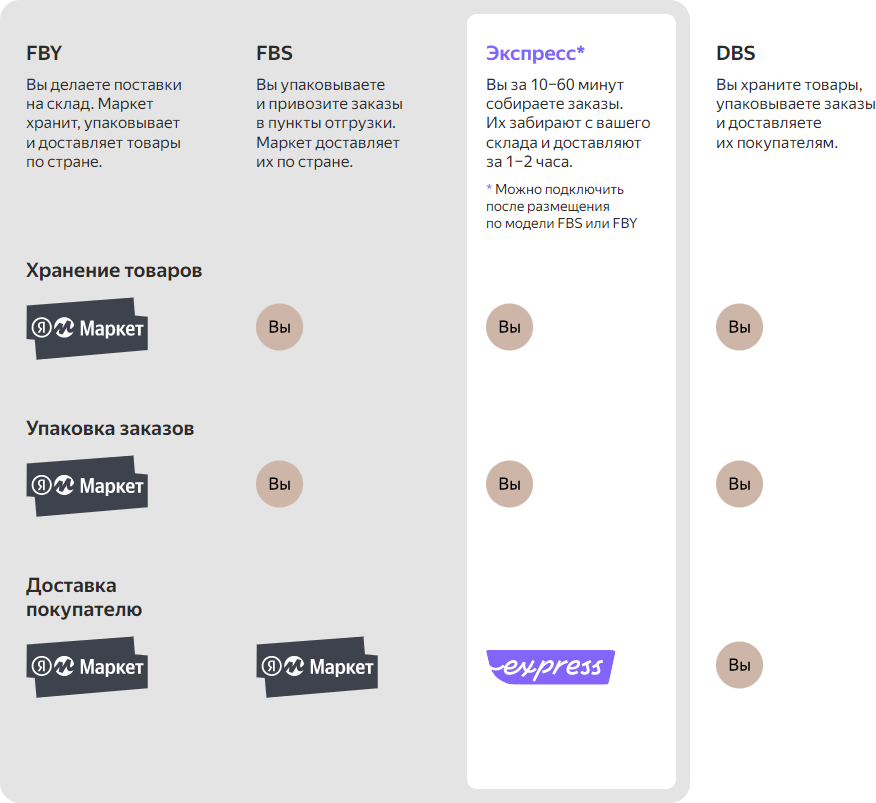 FBY
Вы делаете поставки
на склад. Маркет
хранит, упаковывает
и доставляет товары
по стране.
FBS
Вы упаковываете
и привозите заказы
в пункты отгрузки.
Маркет доставляет
их по стране.
Экспресс*
Вы за 10–60 минут
собираете заказы.
Их забирают с вашего
склада и доставляют
за 1–2 часа.
* Можно подключить
после размещения
по модели FBS или FBY
DBS
Вы храните товары,
упаковываете заказы
и доставляете
их покупателям.
Хранение товаров
Я Маркет
Вы
Вы
Вы
Упаковка заказов
Я Маркет
Вы
Вы
Вы
Доставка
покупателю
Я Маркет
Я Маркет
express
Вы